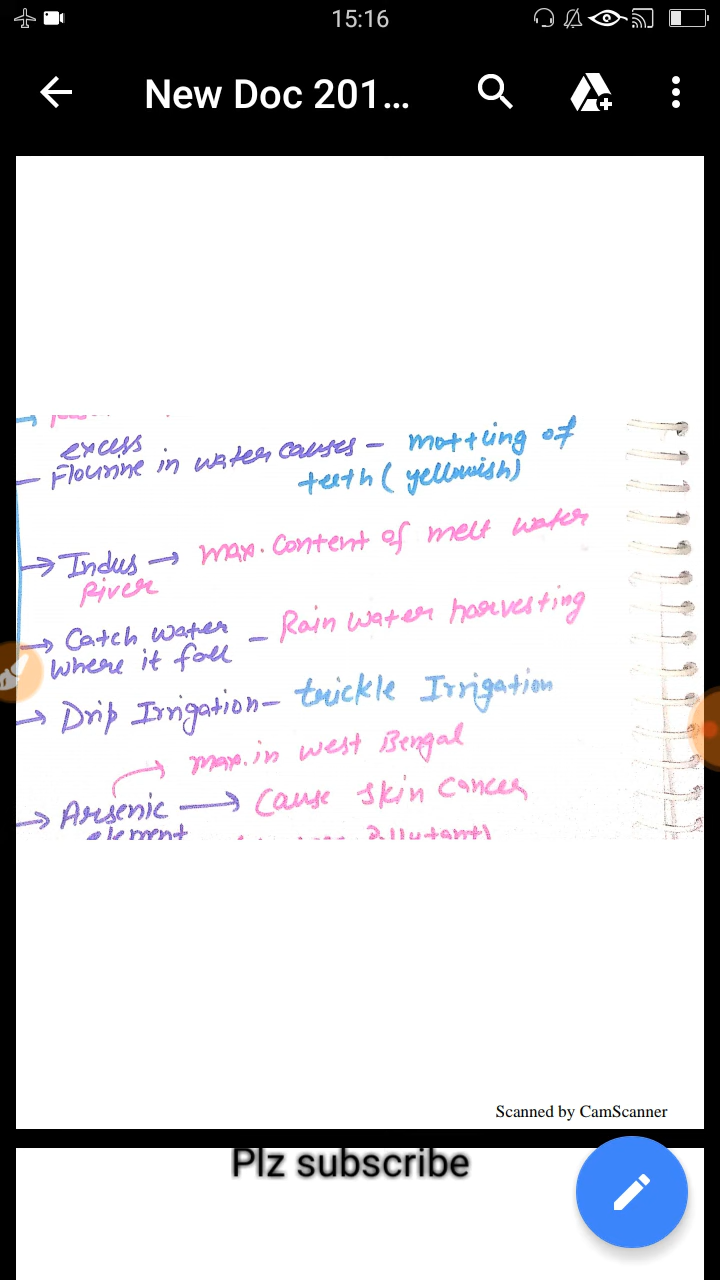 15:16
New Doc 201...
excess
- Flourine in water causes - mottling of
teeth ( yellowish)
→ Indus → max. Content of melt water
River
→ Catch water - Rain water harvesting
where it fall
→ Drip Irrigation - trickle Irrigation
max. in west Bengal
→ Arsenic → Cause skin cancer
element
Scanned by CamScanner
Plz subscribe